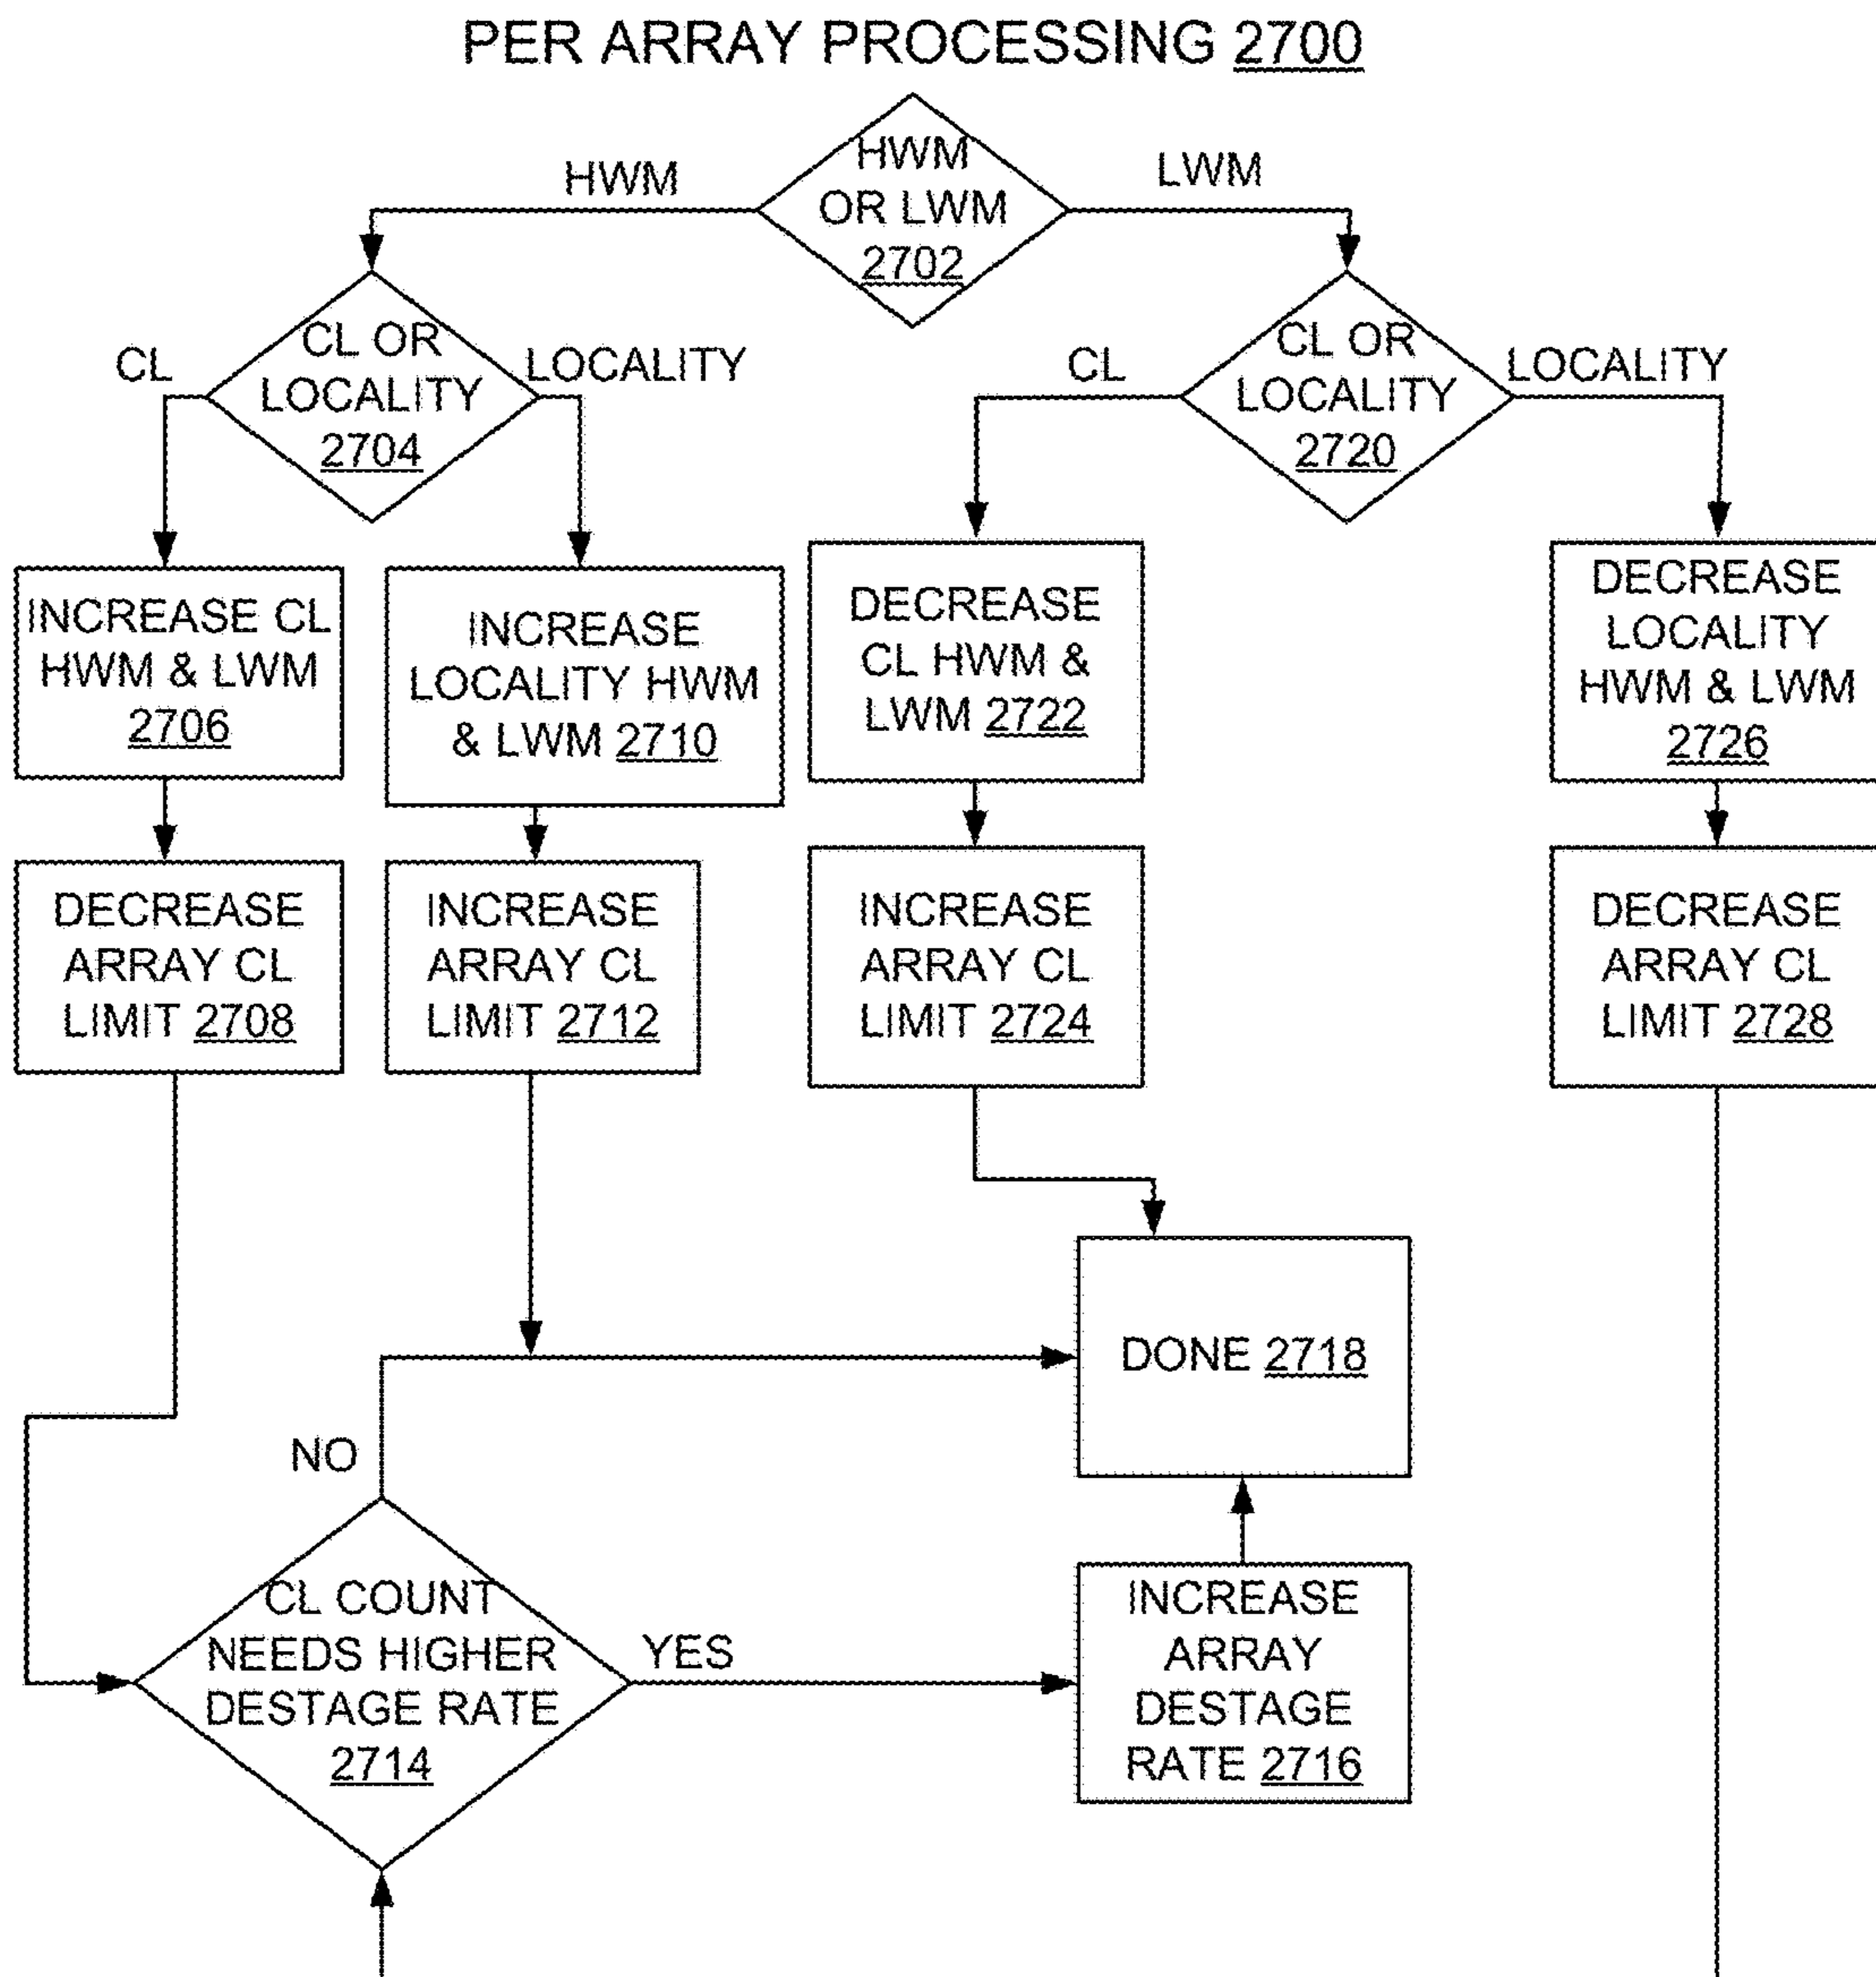 PER ARRAY PROCESSING 2700
HWM
OR LWM
2702
HWM
LWM
CL OR
LOCALITY
2704
CL
LOCALITY
CL OR
LOCALITY
2720
CL
LOCALITY
INCREASE CL
HWM & LWM
2706
INCREASE
LOCALITY HWM
& LWM 2710
DECREASE
CL HWM &
LWM 2722
DECREASE
LOCALITY
HWM & LWM
2726
DECREASE
ARRAY CL
LIMIT 2708
INCREASE
ARRAY CL
LIMIT 2712
INCREASE
ARRAY CL
LIMIT 2724
DECREASE
ARRAY CL
LIMIT 2728
DONE 2718
NO
CL COUNT
NEEDS HIGHER
DESTAGE RATE
2714
YES
INCREASE
ARRAY
DESTAGE
RATE 2716